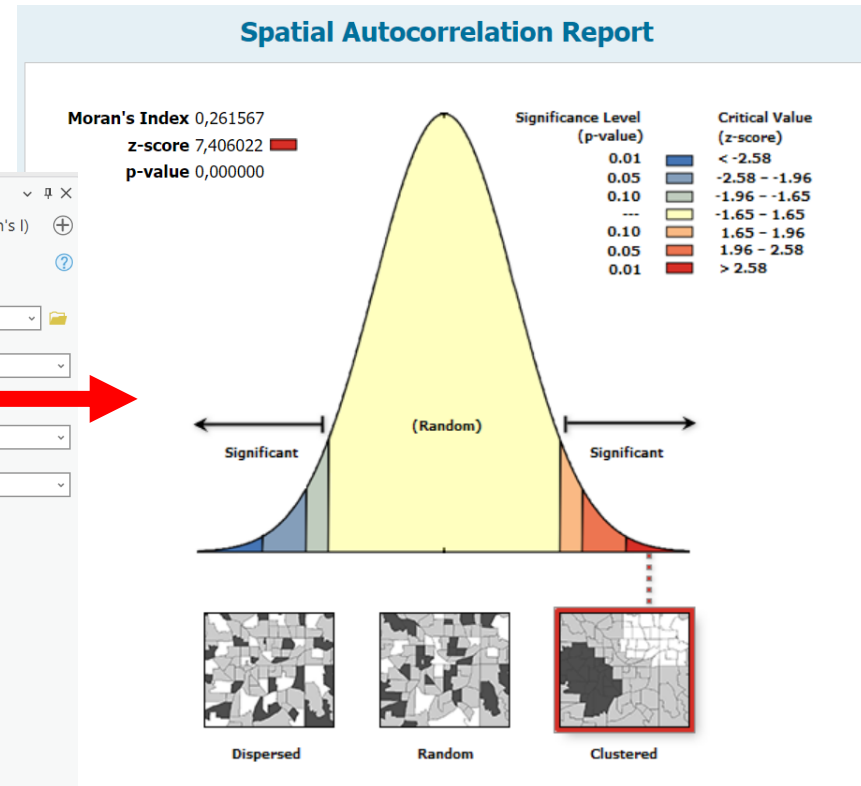 Spatial Autocorrelation Report
Moran's Index 0,261567
z-score 7,406022
p-value 0,000000
Significance Level
(p-value)
Critical Value
(z-score)
0.01 < -2.58
0.05 -2.58 – -1.96
0.10 -1.96 – -1.65
--- -1.65 – 1.65
0.10 1.65 – 1.96
0.05 1.96 – 2.58
0.01 > 2.58
n's I)
?
(Random)
Significant
Significant
Dispersed
Random
Clustered